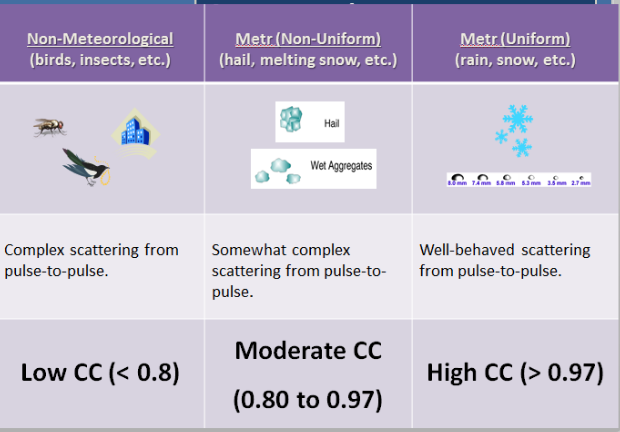 Non-Meteorological
(birds, insects, etc.)
Metr (Non-Uniform)
(hail, melting snow, etc.)
Metr (Uniform)
(rain, snow, etc.)
Hail
Wet Aggregates
8.0 mm 7.4 mm 5.8 mm 5.3 mm 3.5 mm 2.7 mm
Complex scattering from
pulse-to-pulse.
Somewhat complex
scattering from pulse-to-
pulse.
Well-behaved scattering
from pulse-to-pulse.
Low CC (< 0.8)
Moderate CC
(0.80 to 0.97)
High CC (> 0.97)